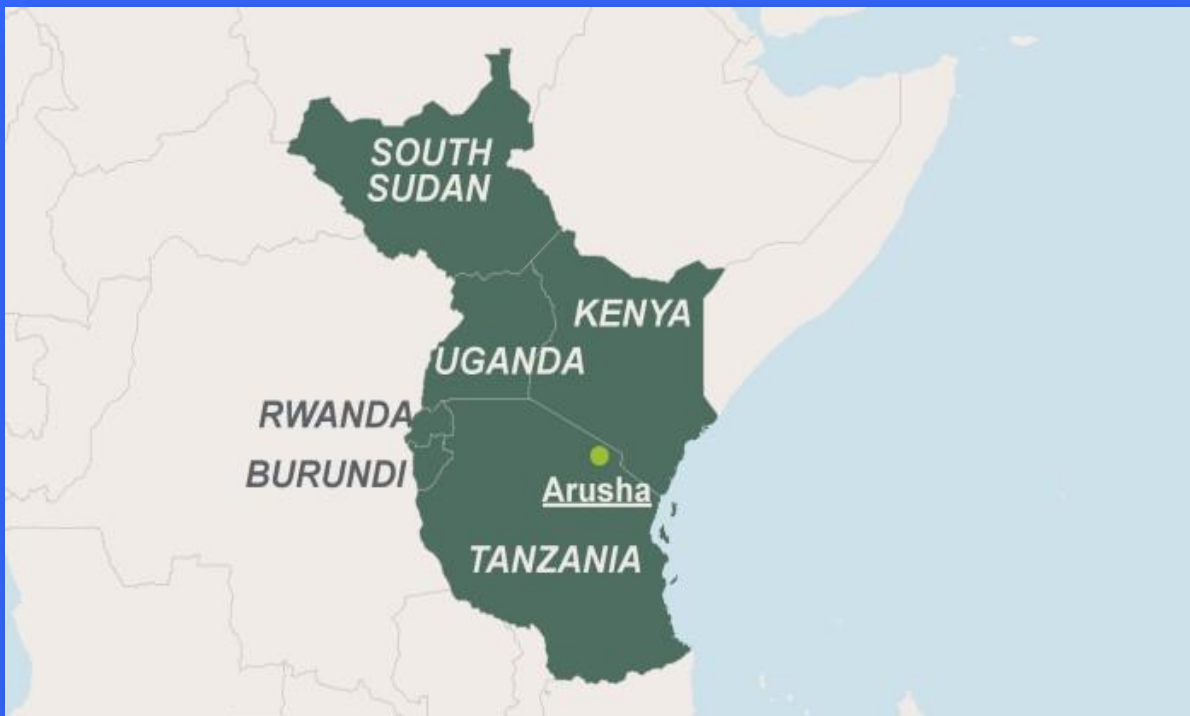 SOUTH
SUDAN
KENYA
UGANDA
RWANDA
BURUNDI
Arusha
TANZANIA